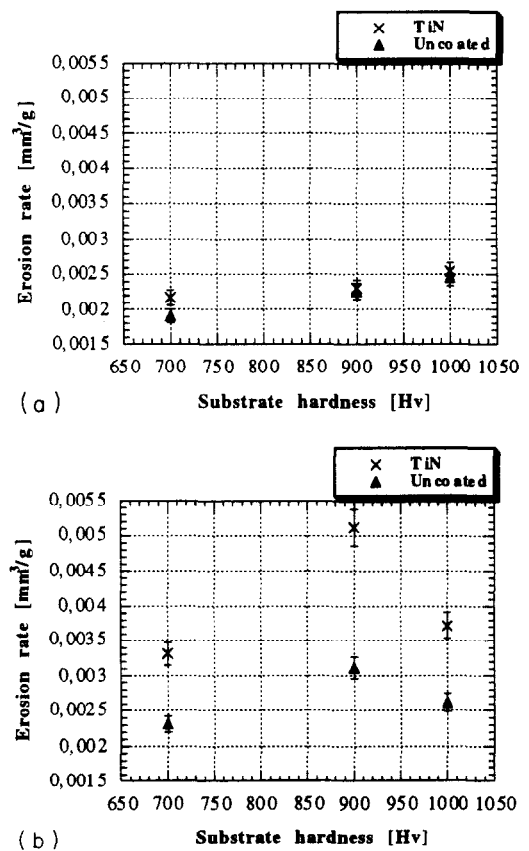 TiN
Uncoated
0,0055
0,005
0,0045
0,004
0,0035
0,003
0,0025
0,002
0,0015
Erosion rate [mm³/g]
650 700 750 800 850 900 950 1000 1050
Substrate hardness [Hv]
(a)
TiN
Uncoated
0,0055
0,005
0,0045
0,004
0,0035
0,003
0,0025
0,002
0,0015
Erosion rate [mm³/g]
650 700 750 800 850 900 950 1000 1050
Substrate hardness [Hv]
(b)